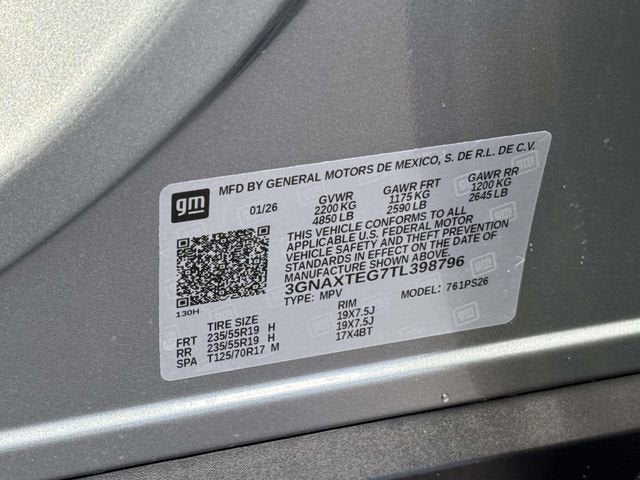 gm
MFD BY GENERAL MOTORS DE MEXICO, S. DE R.L. DE C.V.
01/26 GVWR GAWR FRT GAWR RR
2200 KG 1175 KG 1200 KG
4850 LB 2590 LB 2645 LB
THIS VEHICLE CONFORMS TO ALL
APPLICABLE U.S. FEDERAL MOTOR
VEHICLE SAFETY AND THEFT PREVENTION
STANDARDS IN EFFECT ON THE DATE OF
MANUFACTURE SHOWN ABOVE.
3GNAXTEG7TL398796
130H
TYPE: MPV MODEL: 761PS26
TIRE SIZE RIM
FRT 235/55R19 H 19X7.5J
RR 235/55R19 H 19X7.5J
SPA T125/70R17 M 17X4BT